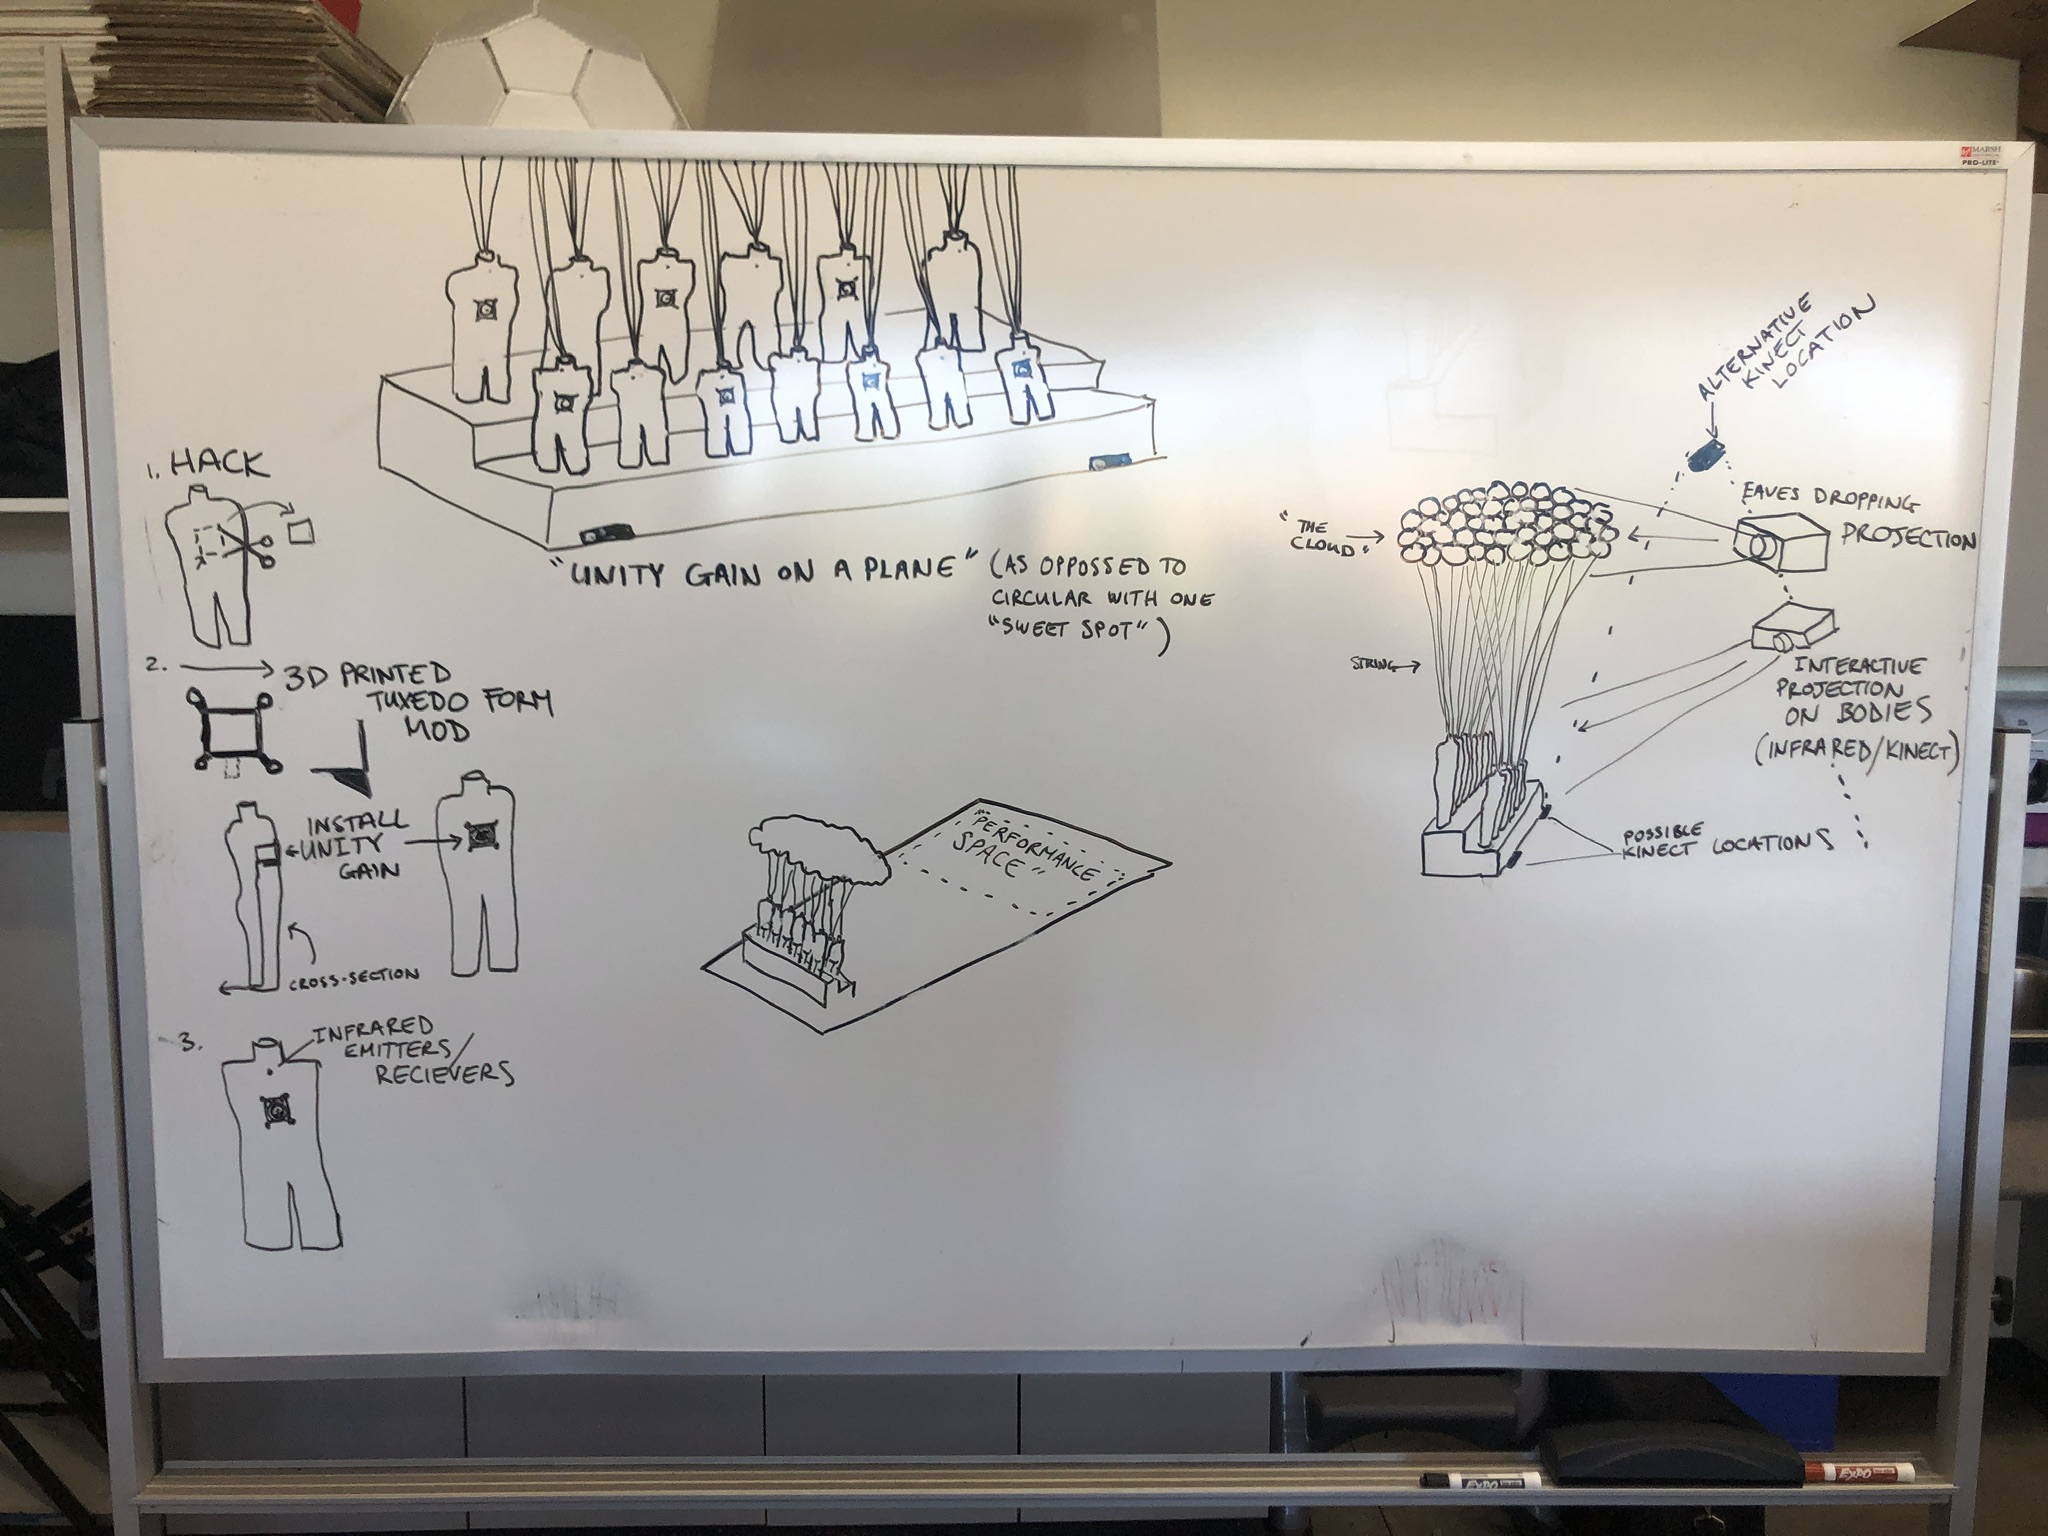 MARSH
PRO-LITE
1. HACK
2.
3D PRINTED
TUXEDO FORM
MOD
INSTALL
UNITY
GAIN
CROSS-SECTION
3.
INFRARED
EMITTERS/
RECIEVERS
"UNITY GAIN ON A PLANE" (AS OPPOSSED TO
CIRCULAR WITH ONE
"SWEET SPOT")
"PERFORMANCE
SPACE"
ALTERNATIVE
KINECT
LOCATION
"THE
CLOUD"
EAVES DROPPING
PROJECTION
STRING
INTERACTIVE
PROJECTION
ON BODIES
(INFRARED/KINECT)
POSSIBLE
KINECT LOCATIONS
EXPO
EXPO